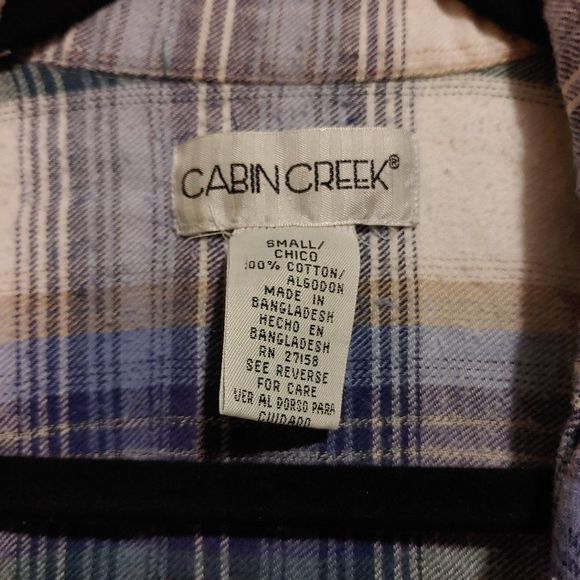 CABIN CREEK®
SMALL/
CHICO
100% COTTON/
ALGODON
MADE IN
BANGLADESH
HECHO EN
BANGLADESH
RN 27158
SEE REVERSE
FOR CARE
VER AL DORSO PARA
CUIDADO